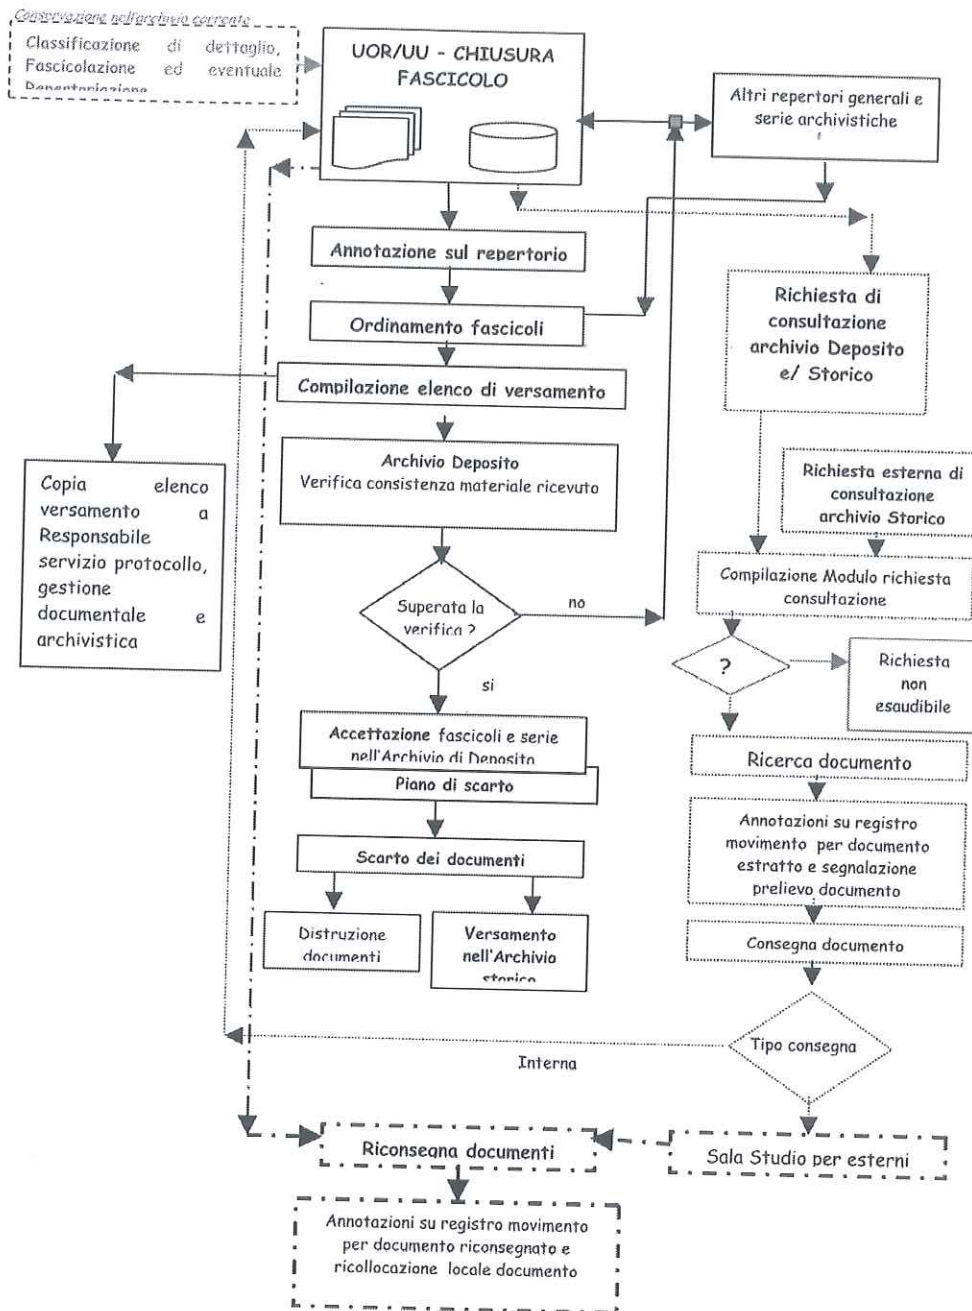 Conservazione nell'archivio corrente
Classificazione di dettaglio,
Fascicolazione ed eventuale
Repertoriazione
UOR/UU - CHIUSURA
FASCICOLO
Altri repertori generali e
serie archivistiche
Annotazione sul repertorio
Ordinamento fascicoli
Compilazione elenco di versamento
Richiesta di
consultazione
archivio Deposito
e/ Storico
Archivio Deposito
Verifica consistenza materiale ricevuto
Copia elenco
versamento a
Responsabile
servizio protocollo,
gestione
documentale e
archivistica
Richiesta esterna di
consultazione
archivio Storico
Compilazione Modulo richiesta
consultazione
Superata la
verifica ?
no
si
?
Richiesta
non
esaudibile
Accettazione fascicoli e serie
nell'Archivio di Deposito
Piano di scarto
Scarto dei documenti
Distruzione
documenti
Versamento
nell'Archivio
storico
Ricerca documento
Annotazioni su registro
movimento per documento
estratto e segnalazione
prelievo documento
Consegna documento
Tipo consegna
Interna
Riconsegna documenti
Sala Studio per esterni
Annotazioni su registro movimento
per documento riconsegnato e
ricollocazione locale documento